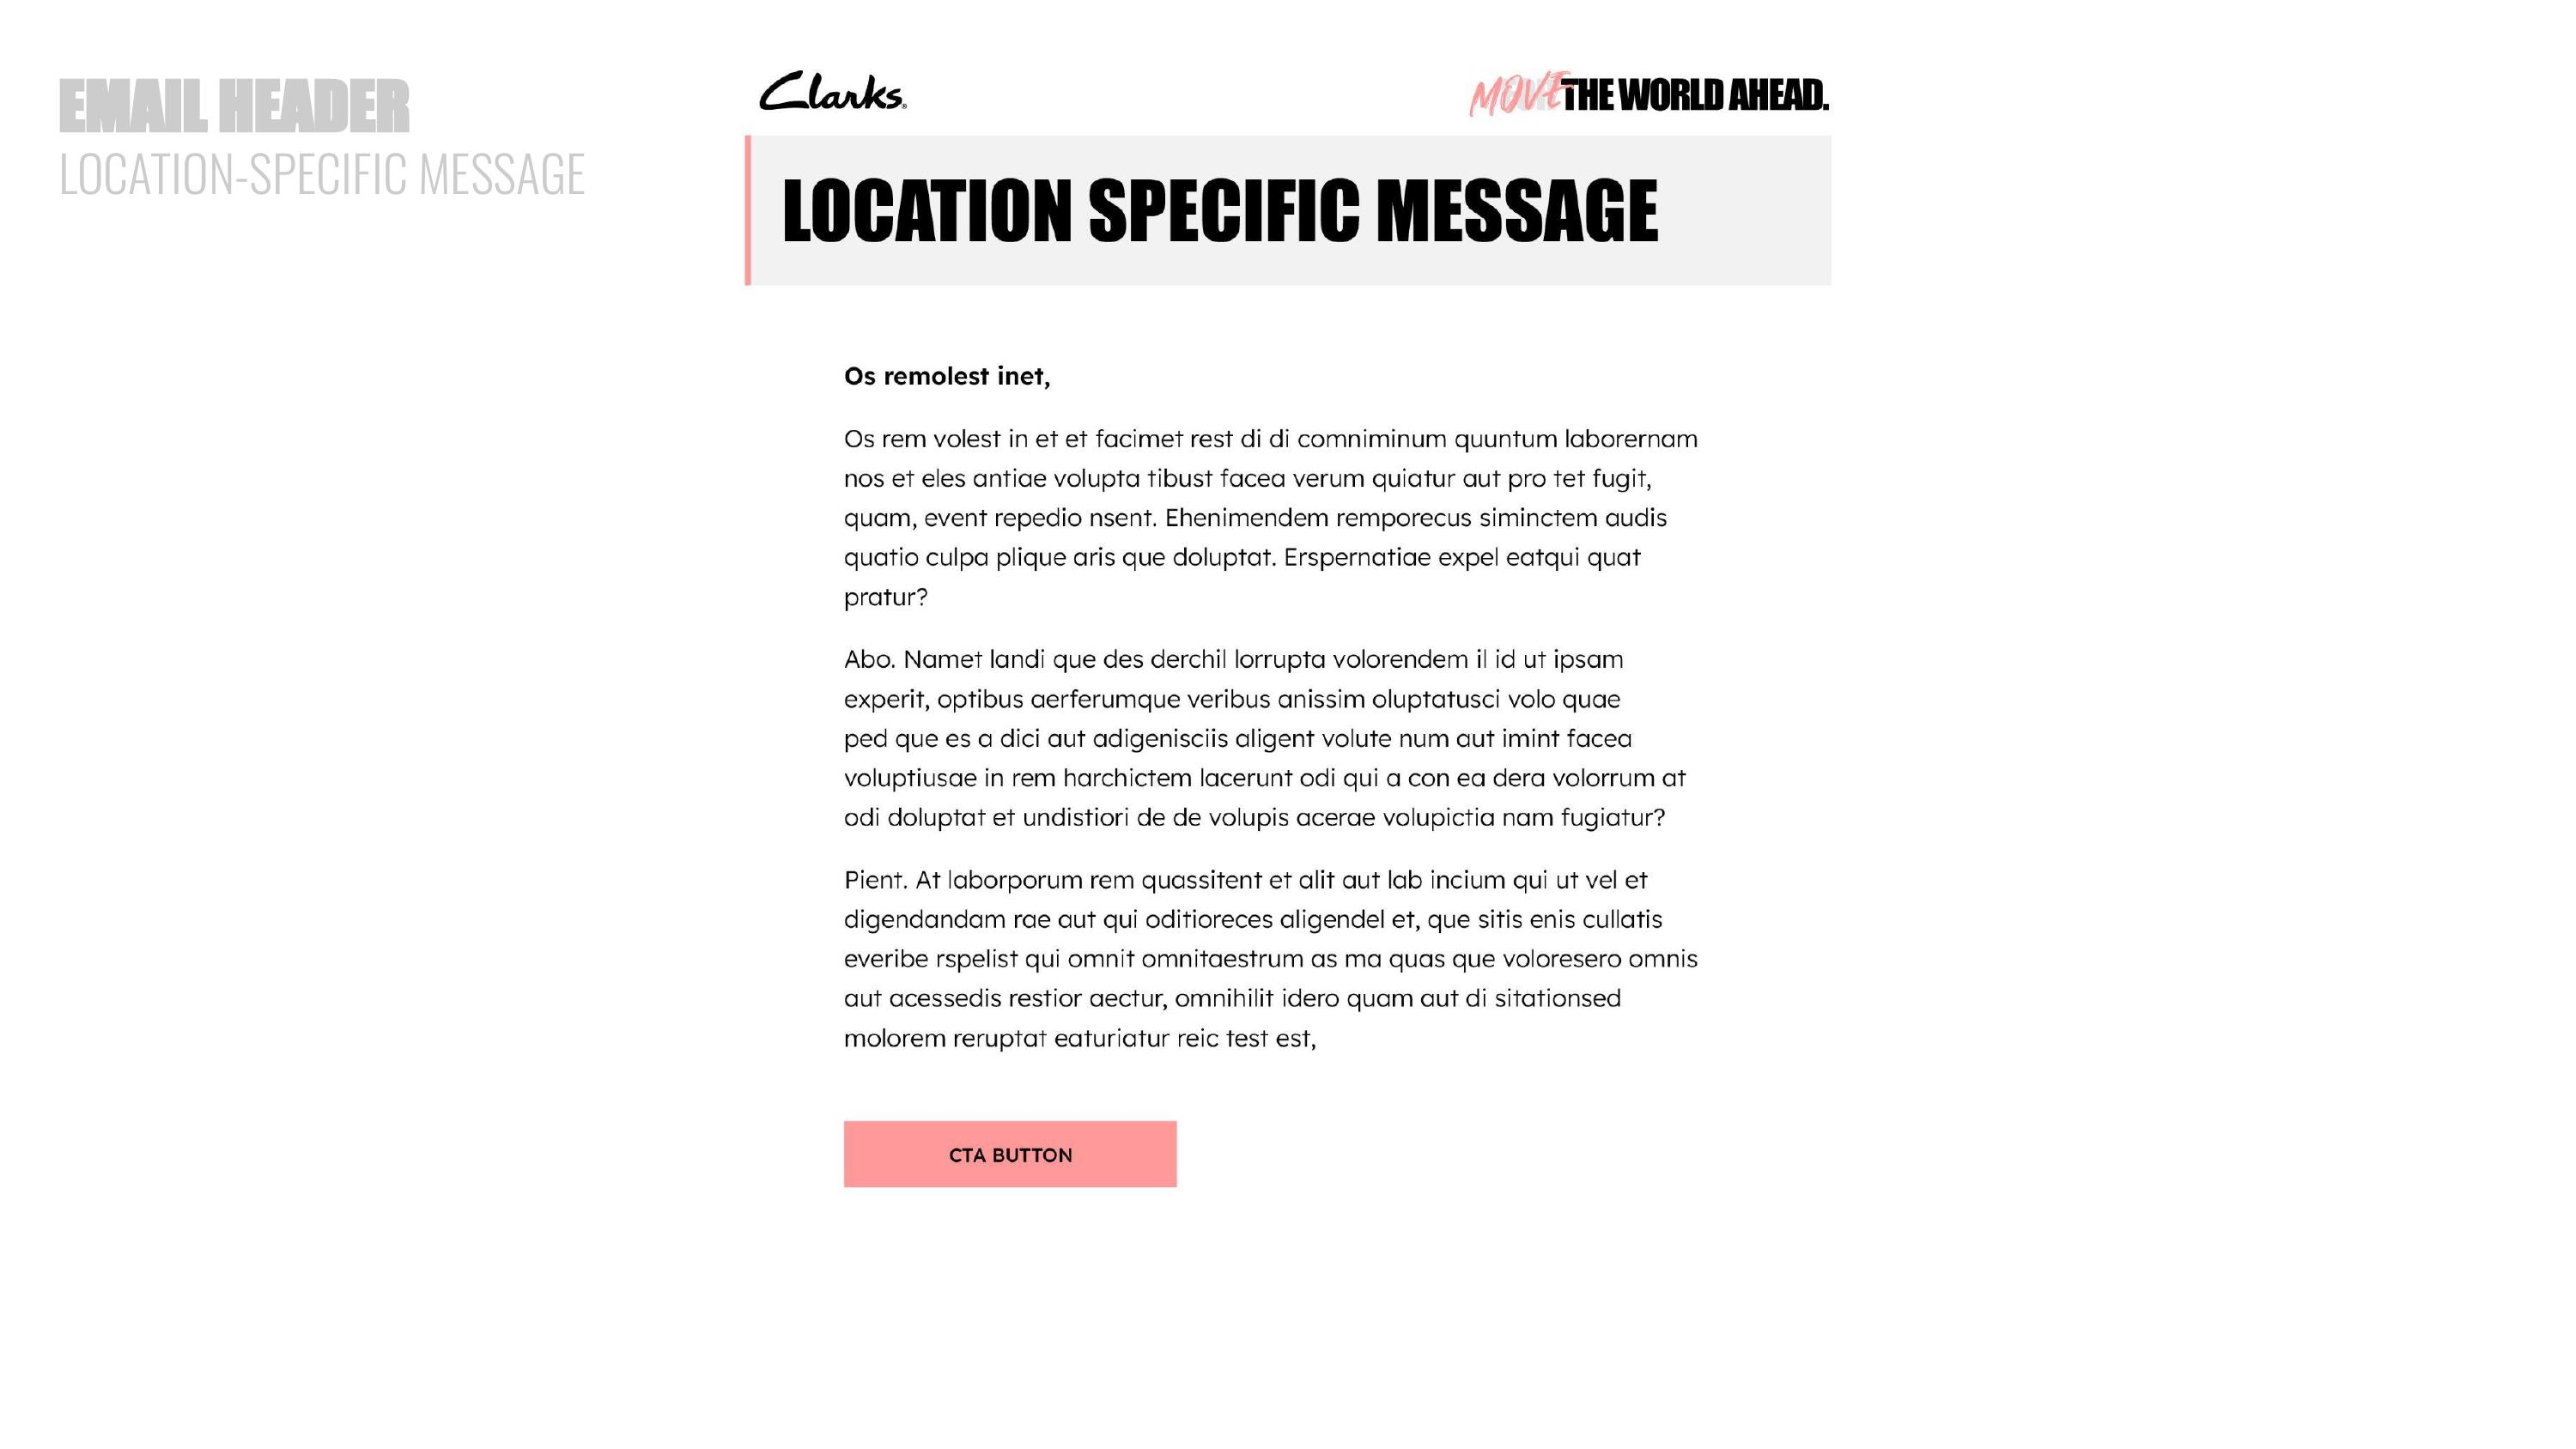 EMAIL HEADER
LOCATION-SPECIFIC MESSAGE
Clarks
MOVE THE WORLD AHEAD.
LOCATION SPECIFIC MESSAGE
Os remolest inet,
Os rem volest in et et facimet rest di di comniminum quuntum laborernam
nos et eles antiae volupta tibust facea verum quiatur aut pro tet fugit,
quam, event repedio nsent. Ehenimendem remporecus siminctem audis
quatio culpa plique aris que doluptat. Erspernatiae expel eatqui quat
pratur?
Abo. Namet landi que des derchil lorrupta volorendem il id ut ipsam
experit, optibus aerferumque veribus anissim oluptatusci volo quae
ped que es a dici aut adigenisciis aligent volute num aut imint facea
voluptiusae in rem harchictem lacerunt odi qui a con ea dera volorrum at
odi doluptat et undistiori de de volupis acerae volupictia nam fugiatur?
Pient. At laborporum rem quassitent et alit aut lab incium qui ut vel et
digendandam rae aut qui oditioreces aligendel et, que sitis enis cullatis
everibe rspelist qui omnit omnitaestrum as ma quas que voloresero omnis
aut acessedis restior aectur, omnihilit idero quam aut di sitationsed
molorem reruptat eaturiatur reic test est,
CTA BUTTON